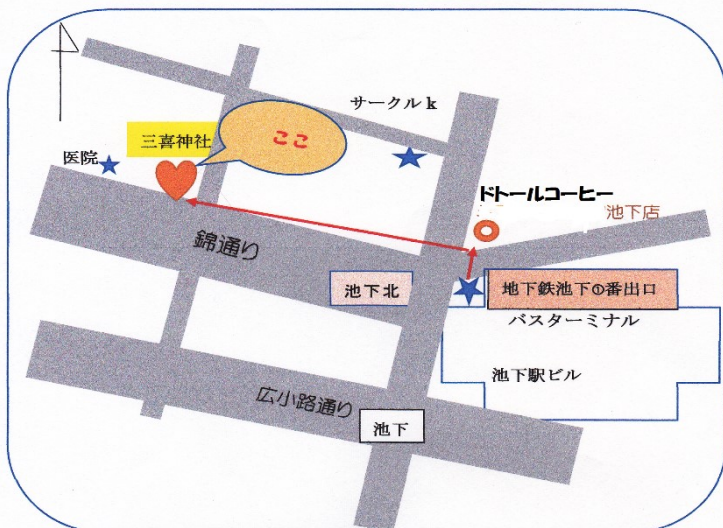 サークルk
三喜神社
ここ
医院
ドトールコーヒー
池下店
錦通り
池下北
地下鉄池下①番出口
バスターミナル
池下駅ビル
広小路通り
池下